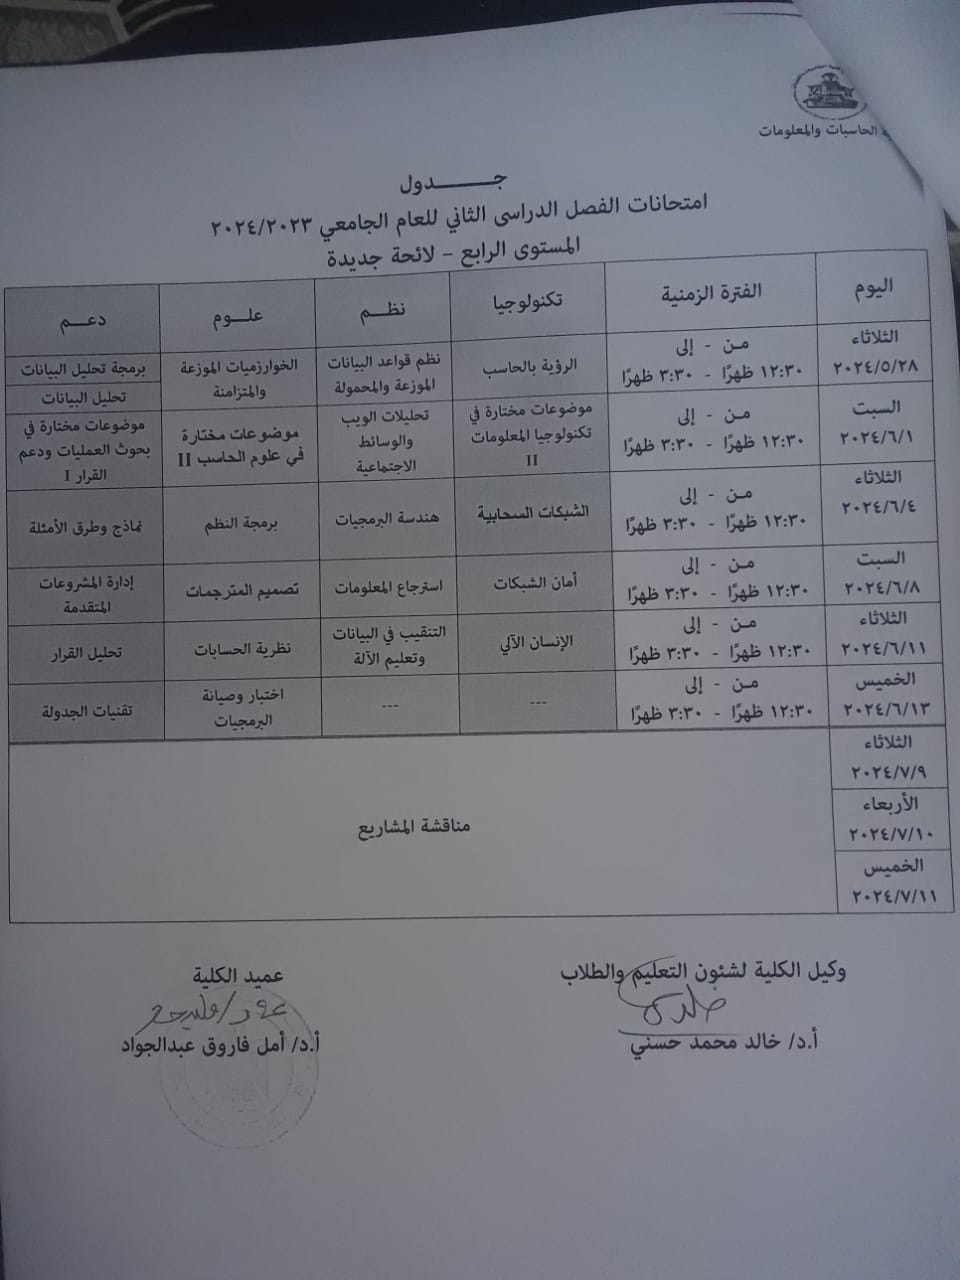 الحاسبات والمعلومات
جـــــــدول
امتحانات الفصل الدراسى الثاني للعام الجامعي ٢٠٢٤/٢٠٢٣
المستوى الرابع - لائحة جديدة
اليوم
الفترة الزمنية
تكنولوجيا
نظـــم
علـــوم
دعـــم
الثلاثاء
٢٠٢٤/٥/٢٨
مـن - إلى
١٢:٣٠ ظهرًا - ٣:٣٠ ظهرًا
الرؤية بالحاسب
نظم قواعد البيانات
الموزعة والمحمولة
الخوارزميات الموزعة
والمتزامنة
برمجة تحليل البيانات
تحليل البيانات
السبت
٢٠٢٤/٦/١
مـن - إلى
١٢:٣٠ ظهرًا - ٣:٣٠ ظهرًا
موضوعات مختارة في
تكنولوجيا المعلومات
II
تحليلات الويب
والوسائط
الاجتماعية
موضوعات مختارة
في علوم الحاسب II
موضوعات مختارة في
بحوث العمليات ودعم
القرار I
الثلاثاء
٢٠٢٤/٦/٤
مـن - إلى
١٢:٣٠ ظهرًا - ٣:٣٠ ظهرًا
الشبكات السحابية
هندسة البرمجيات
برمجة النظم
نماذج وطرق الأمثلة
السبت
٢٠٢٤/٦/٨
مـن - إلى
١٢:٣٠ ظهرًا - ٣:٣٠ ظهرًا
أمان الشبكات
استرجاع المعلومات
تصميم المترجمات
إدارة المشروعات
المتقدمة
الثلاثاء
٢٠٢٤/٦/١١
مـن - إلى
١٢:٣٠ ظهرًا - ٣:٣٠ ظهرًا
الإنسان الآلي
التنقيب في البيانات
وتعليم الآلة
نظرية الحسابات
تحليل القرار
الخميس
٢٠٢٤/٦/١٣
مـن - إلى
١٢:٣٠ ظهرًا - ٣:٣٠ ظهرًا
---
---
اختبار وصيانة
البرمجيات
تقنيات الجدولة
الثلاثاء
٢٠٢٤/٧/٩
الأربعاء
٢٠٢٤/٧/١٠
الخميس
٢٠٢٤/٧/١١
مناقشة المشاريع
وكيل الكلية لشئون التعليم والطلاب
أ.د/ خالد محمد حسني
عميد الكلية
أ.د/ أمل فاروق عبدالجواد